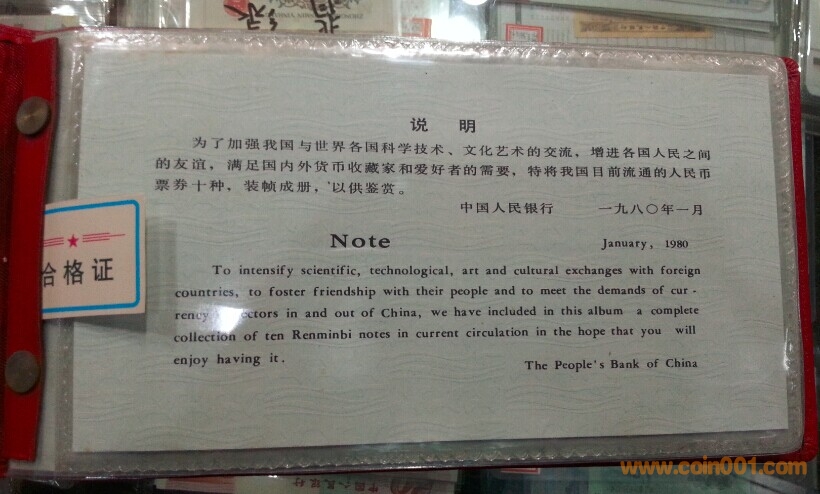 说 明
为了加强我国与世界各国科学技术、文化艺术的交流，增进各国人民之间
的友谊，满足国内外货币收藏家和爱好者的需要，特将我国目前流通的人民币
票券十种，装帧成册，以供鉴赏。
中国人民银行 一九八〇年一月
Note
January, 1980
To intensify scientific, technological, art and cultural exchanges with foreign
countries, to foster friendship with their people and to meet the demands of cur-
rency ectors in and out of China, we have included in this album a complete
collection of ten Renminbi notes in current circulation in the hope that you will
enjoy having it.
The People's Bank of China
合格证
www.coin001.com